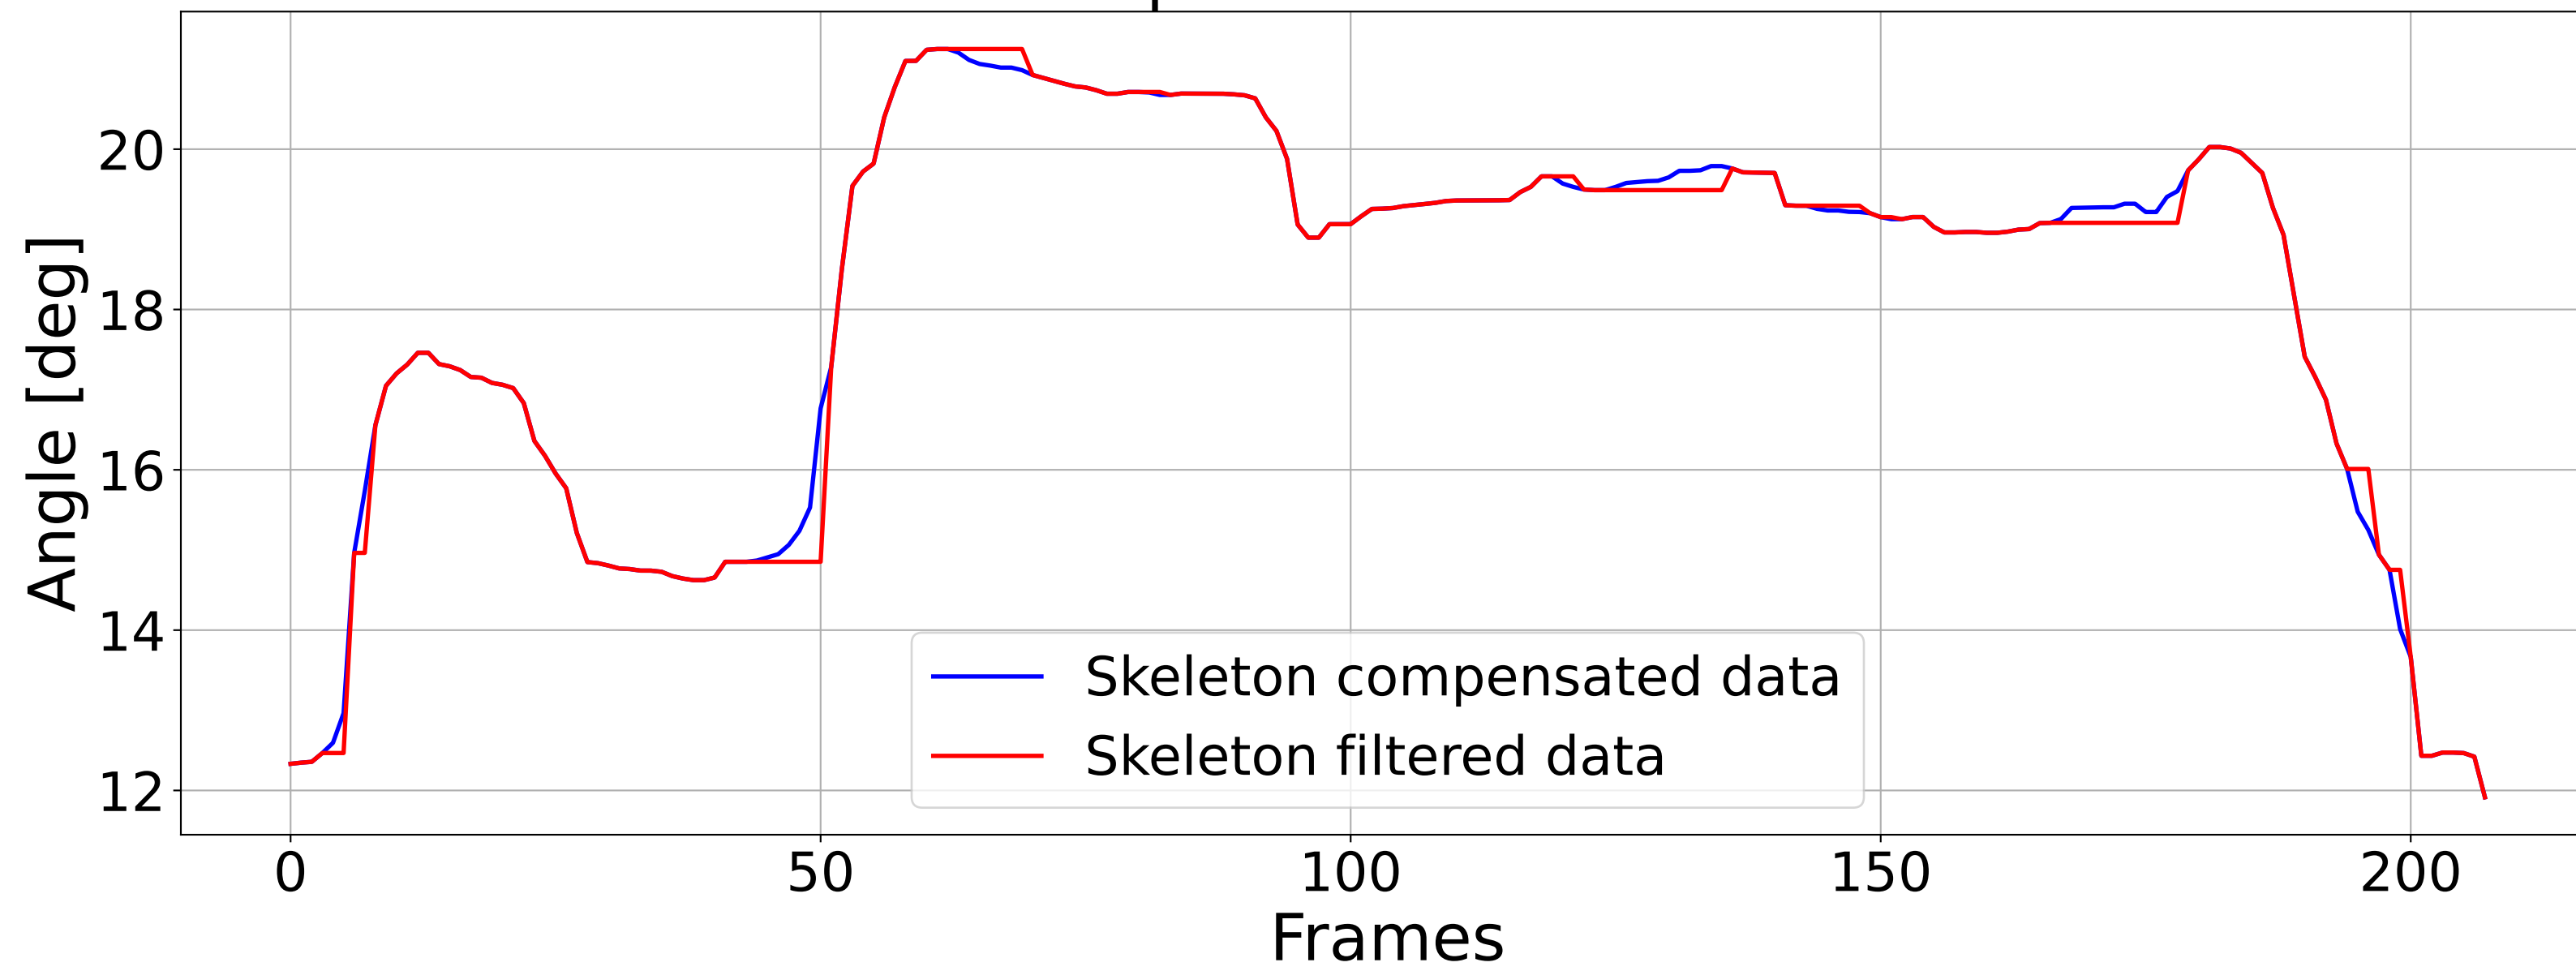 20
18
16
14
12
Angle [deg]
Skeleton compensated data
Skeleton filtered data
0 50 100 150 200
Frames